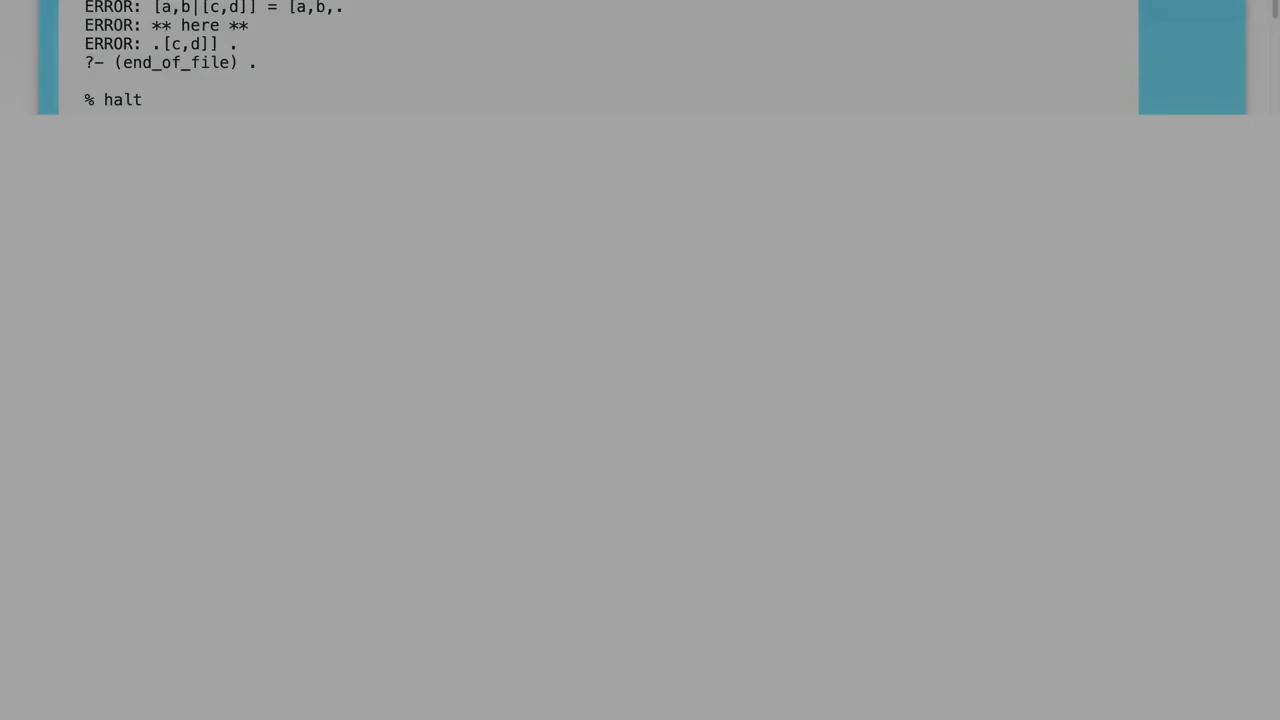 ERROR: [a,b|[c,d]] = [a,b,.
ERROR: ** here **
ERROR: .[c,d]] .
?- (end_of_file) .
% halt